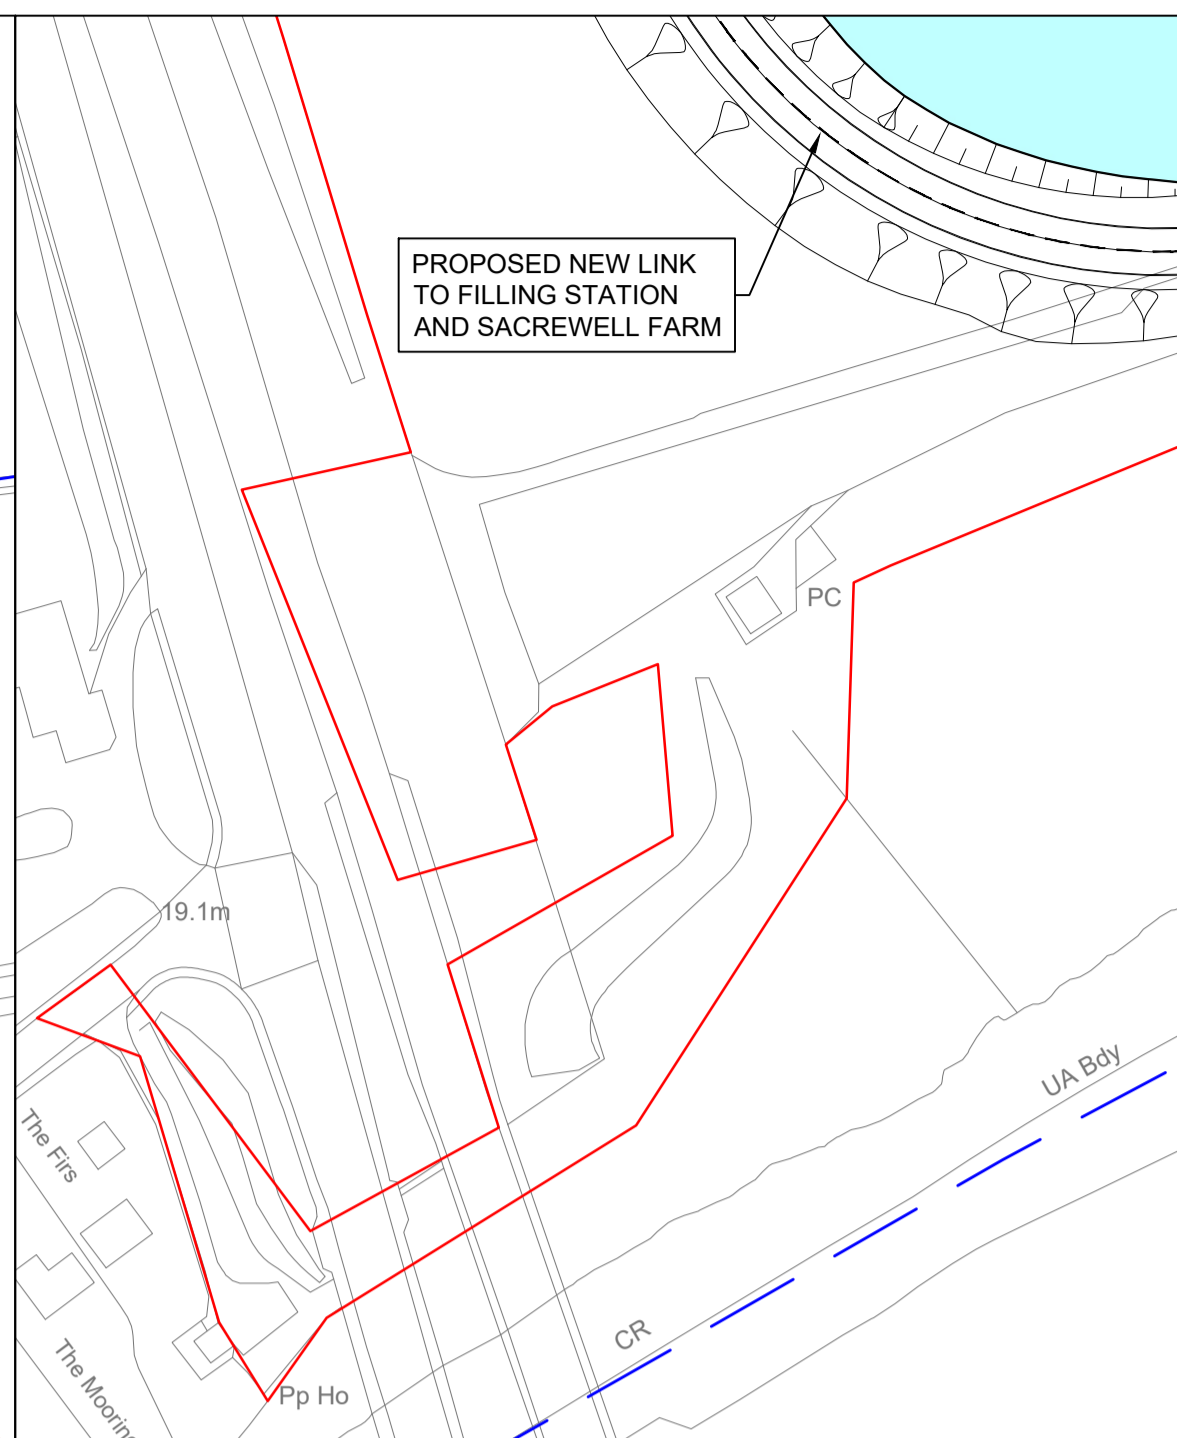 PROPOSED NEW LINK
TO FILLING STATION
AND SACREWELL FARM
PC
19.1m
UA Bdy
The Firs
CR
Pp Ho